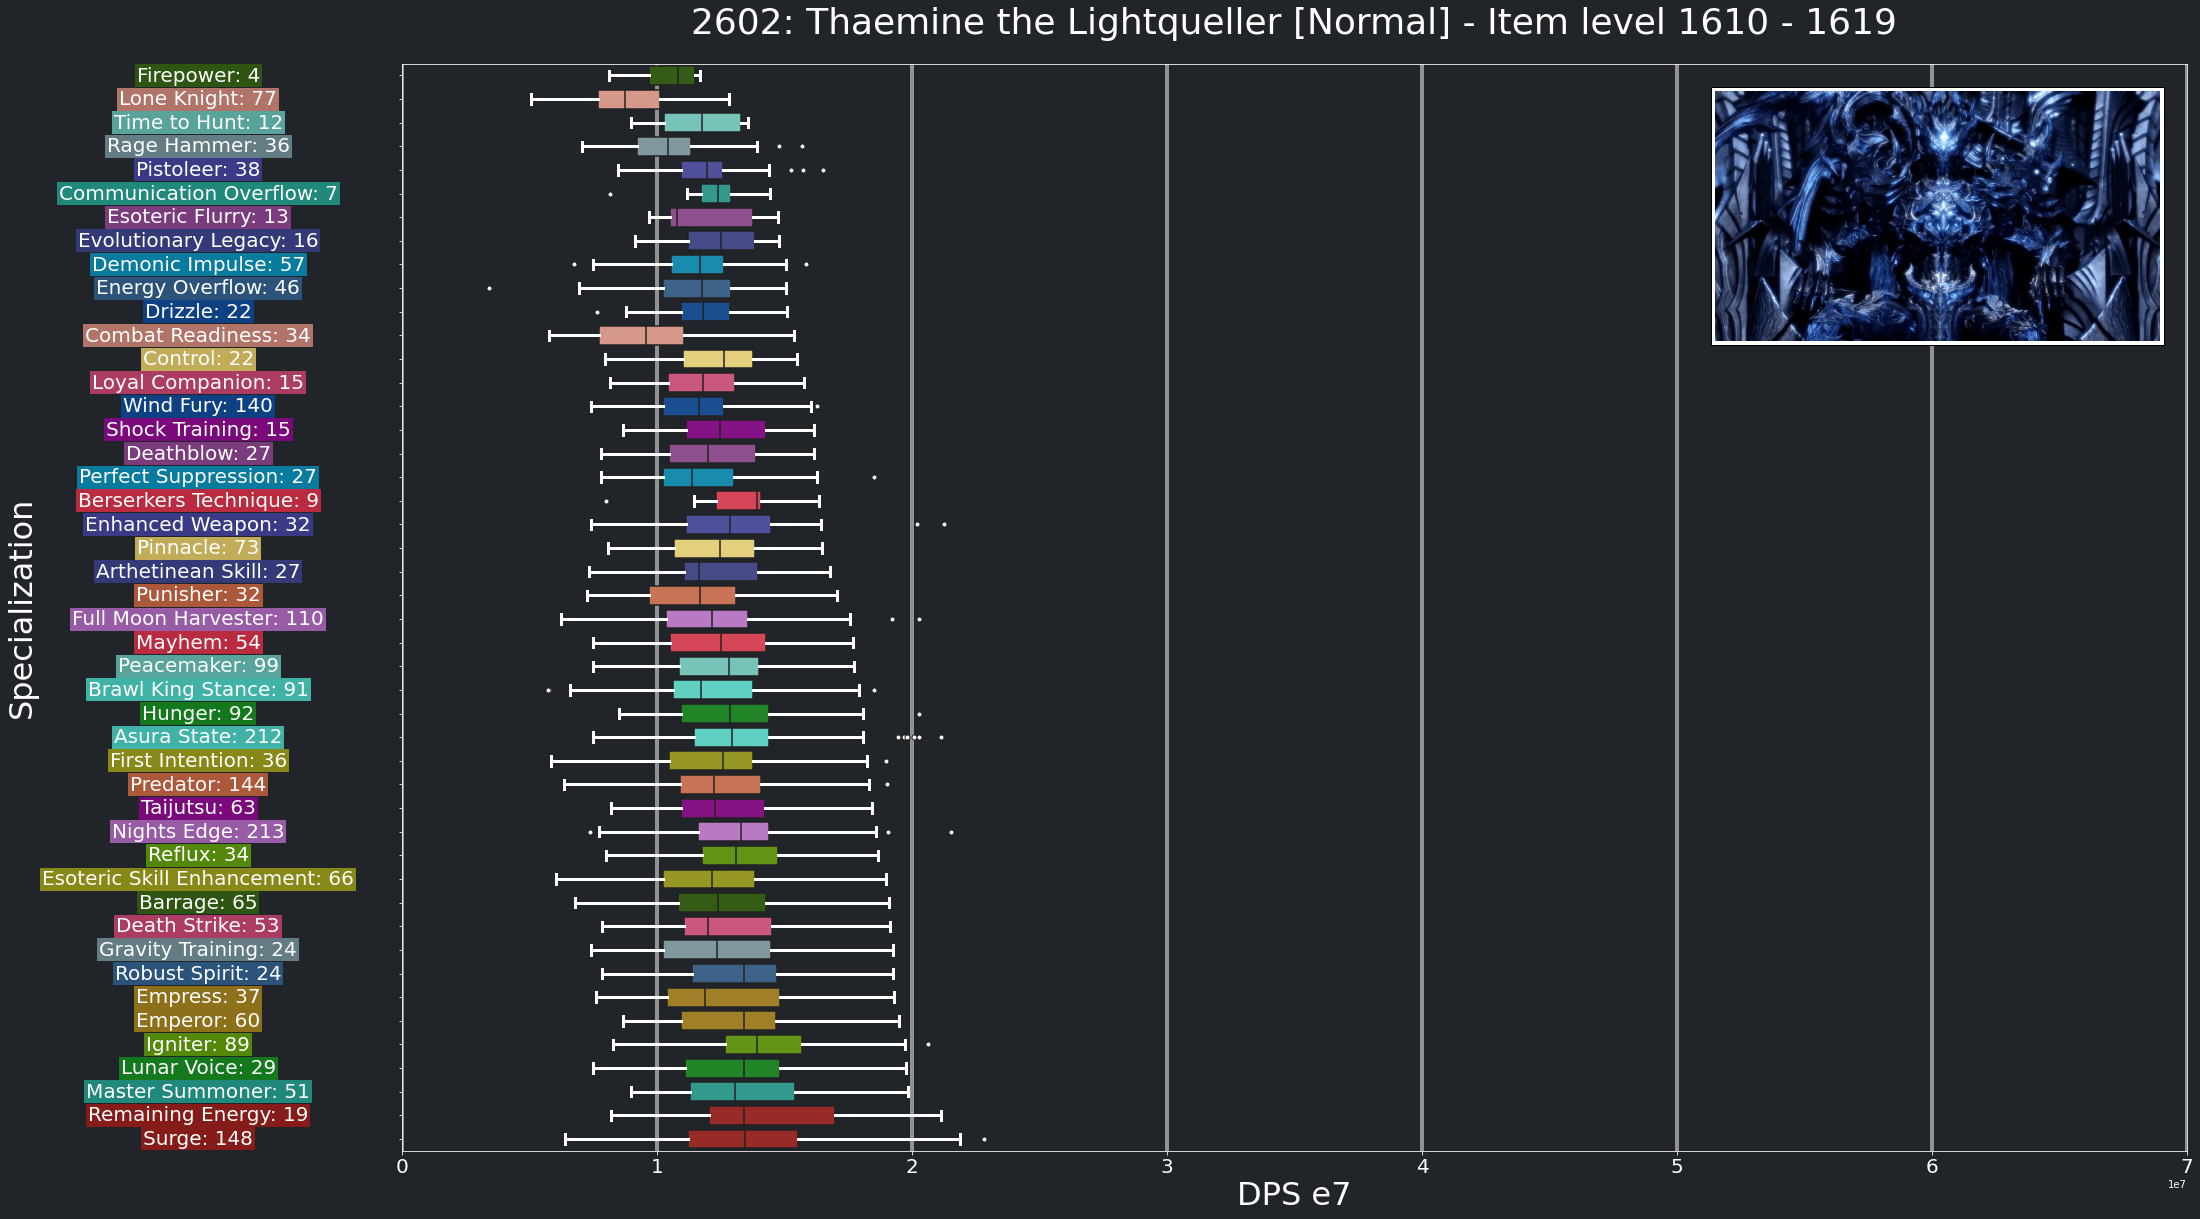 2602: Thaemine the Lightqueller [Normal] - Item level 1610 - 1619
Firepower: 4
Lone Knight: 77
Time to Hunt: 12
Rage Hammer: 36
Pistoleer: 38
Communication Overflow: 7
Esoteric Flurry: 13
Evolutionary Legacy: 16
Demonic Impulse: 57
Energy Overflow: 46
Drizzle: 22
Combat Readiness: 34
Control: 22
Loyal Companion: 15
Wind Fury: 140
Shock Training: 15
Deathblow: 27
Perfect Suppression: 27
Berserkers Technique: 9
Enhanced Weapon: 32
Pinnacle: 73
Arthetinean Skill: 27
Punisher: 32
Full Moon Harvester: 110
Mayhem: 54
Peacemaker: 99
Brawl King Stance: 91
Hunger: 92
Asura State: 212
First Intention: 36
Predator: 144
Taijutsu: 63
Nights Edge: 213
Reflux: 34
Esoteric Skill Enhancement: 66
Barrage: 65
Death Strike: 53
Gravity Training: 24
Robust Spirit: 24
Empress: 37
Emperor: 60
Igniter: 89
Lunar Voice: 29
Master Summoner: 51
Remaining Energy: 19
Surge: 148
Specialization
0 1 2 3 4 5 6 7
1e7
DPS e7